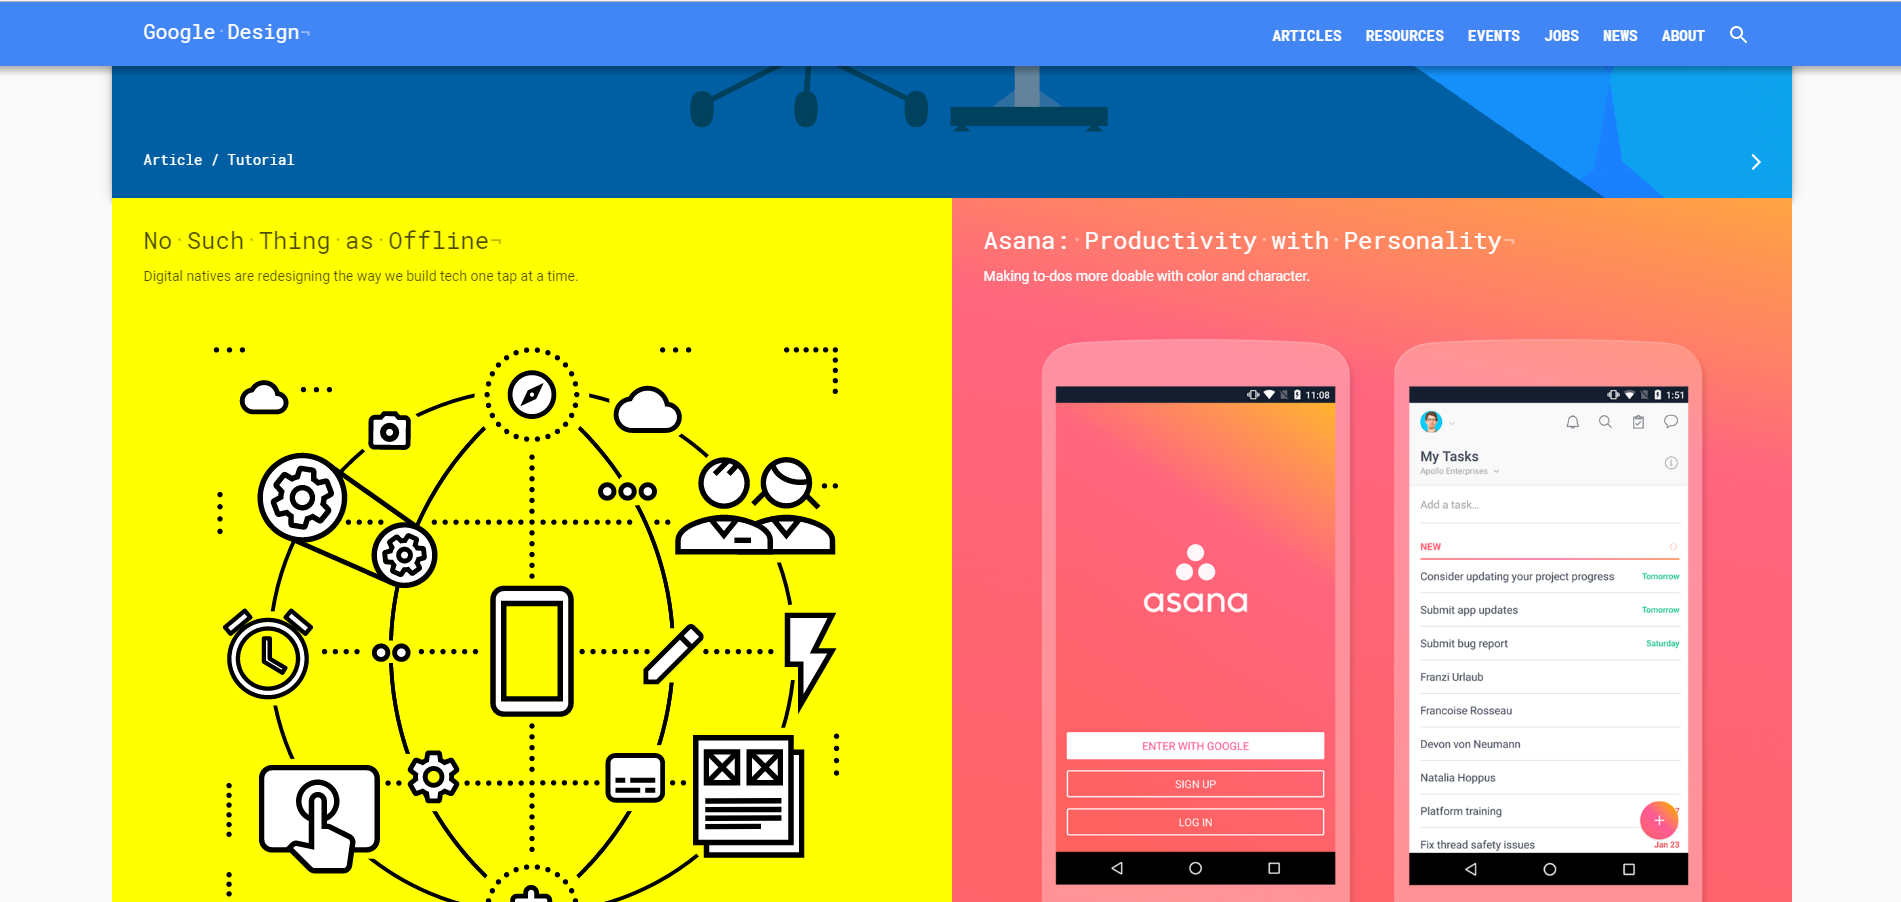 Google·Design¬
ARTICLES RESOURCES EVENTS JOBS NEWS ABOUT
Article / Tutorial
No·Such·Thing·as·Offline¬
Digital natives are redesigning the way we build tech one tap at a time.
Asana:·Productivity·with·Personality¬
Making to-dos more doable with color and character.
11:08
asana
ENTER WITH GOOGLE
SIGN UP
LOG IN
1:51
My Tasks
Apollo Enterprises
Add a task...
NEW
Consider updating your project progress Tomorrow
Submit app updates Tomorrow
Submit bug report Saturday
Franzi Urlaub
Francoise Rosseau
Devon von Neumann
Natalia Hoppus
Platform training
Fix thread safety issues Jan 23